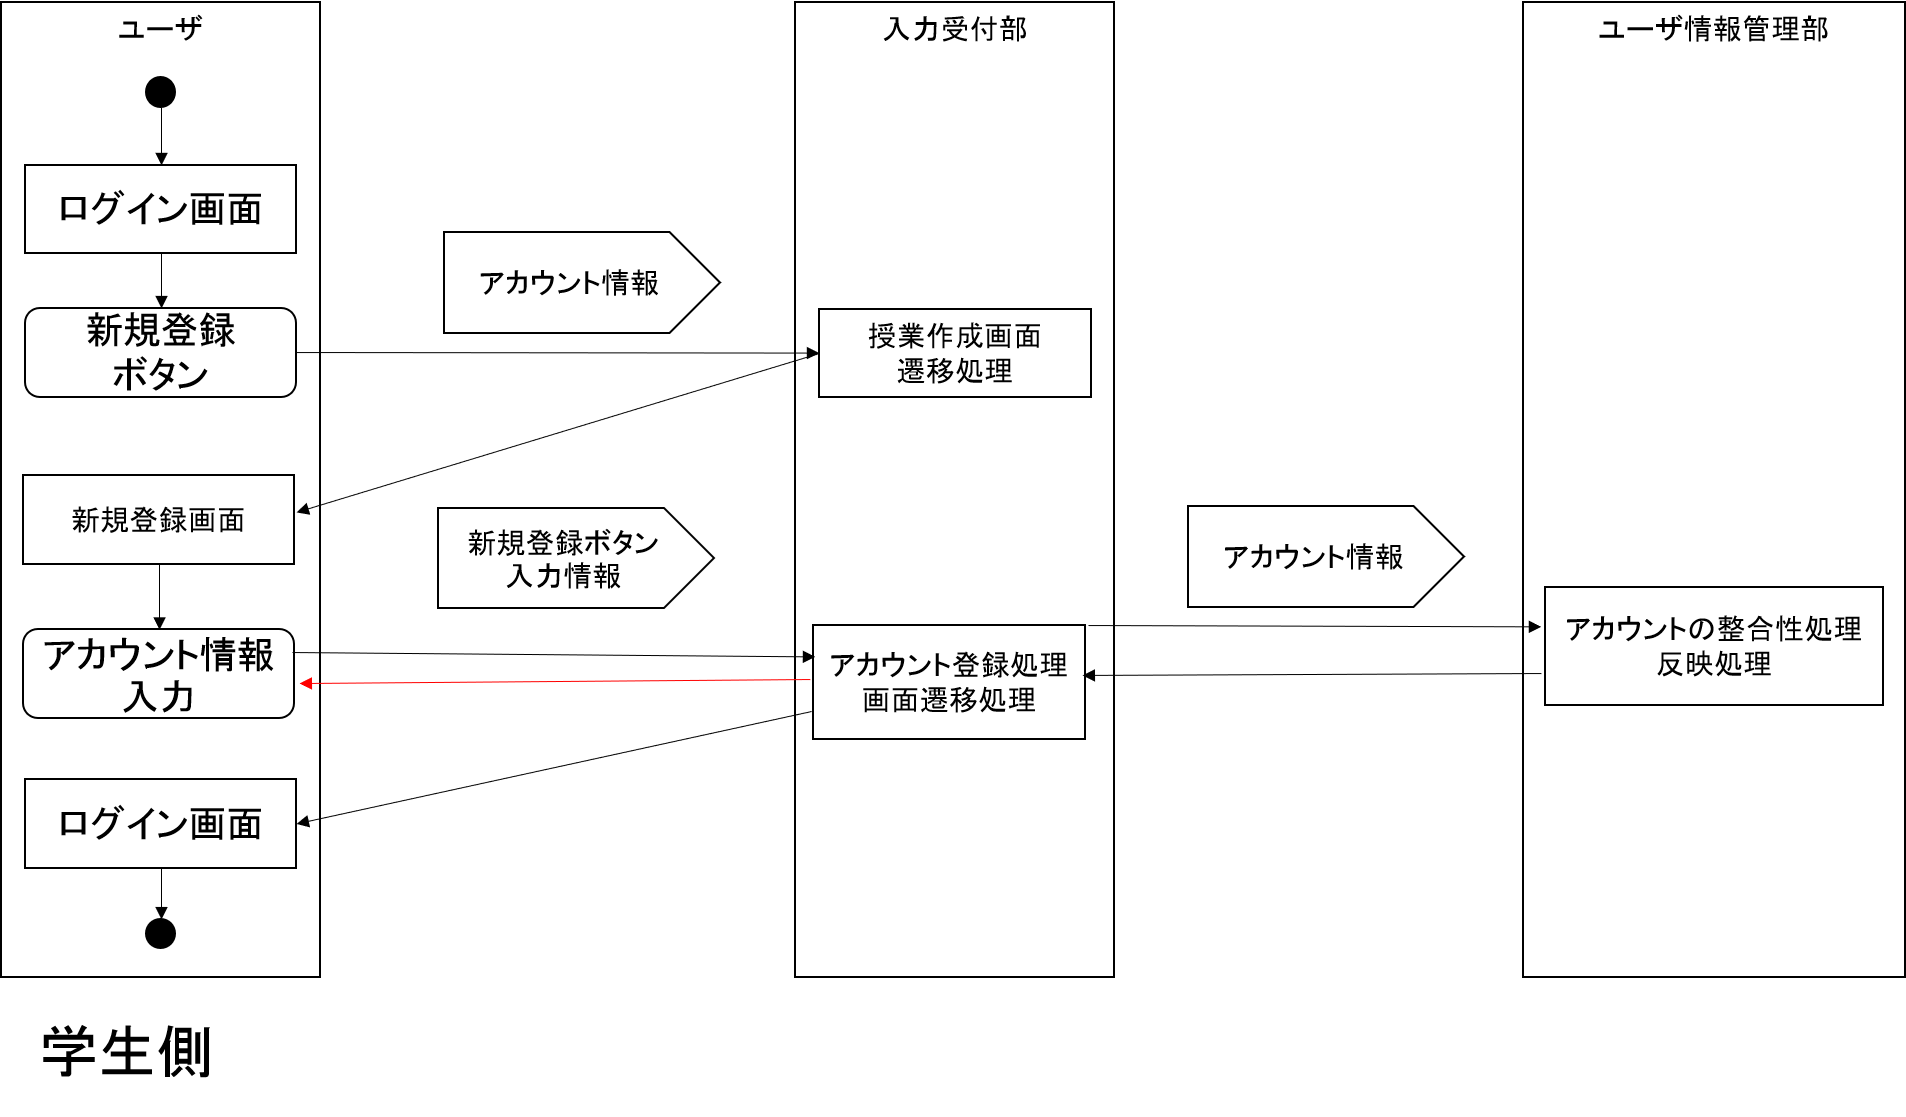 ユーザ
入力受付部
ユーザ情報管理部
ログイン画面
アカウント情報
新規登録
ボタン
授業作成画面
遷移処理
新規登録画面
新規登録ボタン
入力情報
アカウント情報
アカウント情報
入力
アカウント登録処理
画面遷移処理
アカウントの整合性処理
反映処理
ログイン画面
学生側